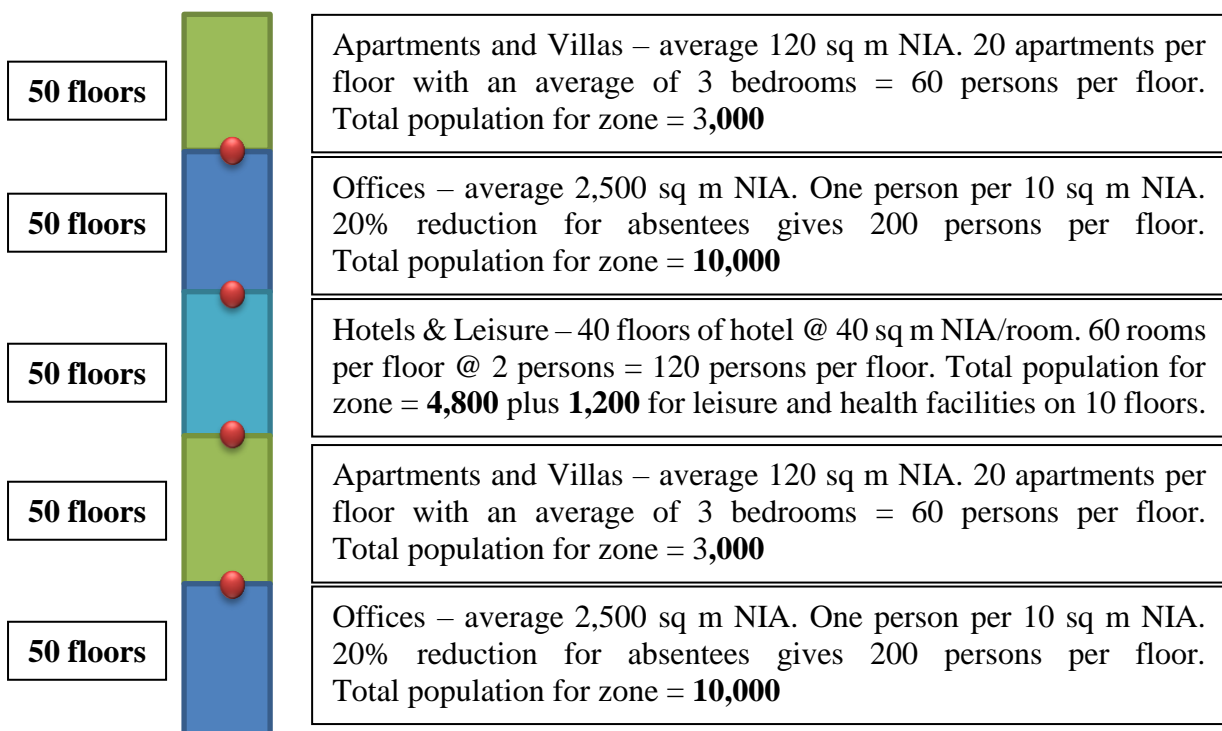 50 floors
Apartments and Villas – average 120 sq m NIA. 20 apartments per
floor with an average of 3 bedrooms = 60 persons per floor.
Total population for zone = 3,000
50 floors
Offices – average 2,500 sq m NIA. One person per 10 sq m NIA.
20% reduction for absentees gives 200 persons per floor.
Total population for zone = 10,000
50 floors
Hotels & Leisure – 40 floors of hotel @ 40 sq m NIA/room. 60 rooms
per floor @ 2 persons = 120 persons per floor. Total population for
zone = 4,800 plus 1,200 for leisure and health facilities on 10 floors.
50 floors
Apartments and Villas – average 120 sq m NIA. 20 apartments per
floor with an average of 3 bedrooms = 60 persons per floor.
Total population for zone = 3,000
50 floors
Offices – average 2,500 sq m NIA. One person per 10 sq m NIA.
20% reduction for absentees gives 200 persons per floor.
Total population for zone = 10,000